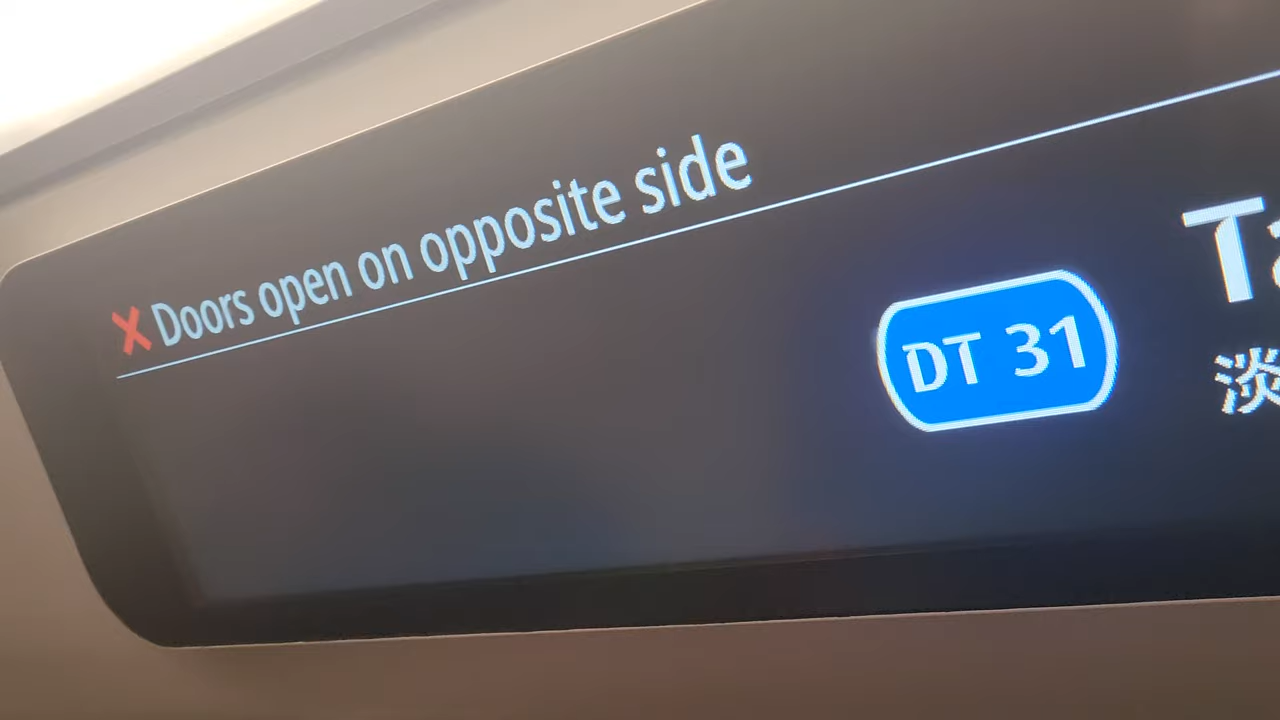 Doors open on opposite side
DT 31
Ta
淡